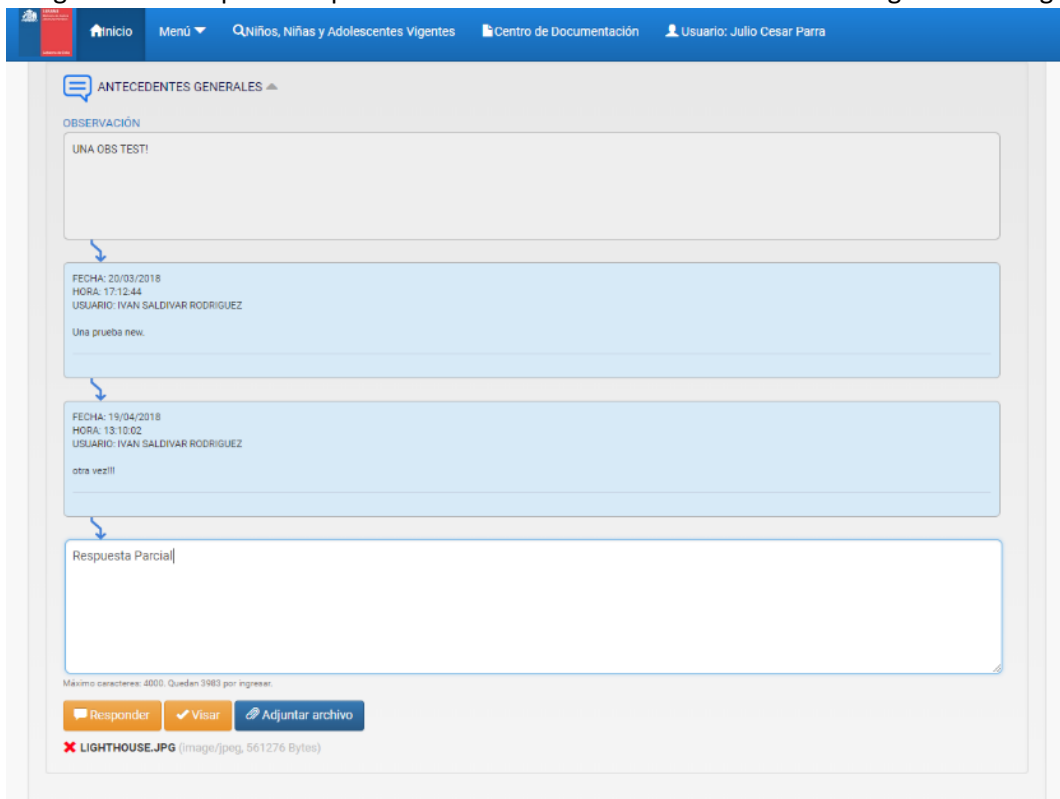 Inicio Menú Niños, Niñas y Adolescentes Vigentes Centro de Documentación Usuario: Julio Cesar Parra
ANTECEDENTES GENERALES
OBSERVACIÓN
UNA OBS TEST!
FECHA: 20/03/2018
HORA: 17:12:44
USUARIO: IVAN SALDIVAR RODRIGUEZ
Una prueba new.
FECHA: 19/04/2018
HORA: 13:10:02
USUARIO: IVAN SALDIVAR RODRIGUEZ
otra vez!!!
Respuesta Parcial
Máximo caracteres: 4000. Quedan 3983 por ingresar.
Responder Visar Adjuntar archivo
LIGHTHOUSE.JPG (image/jpeg, 561276 Bytes)